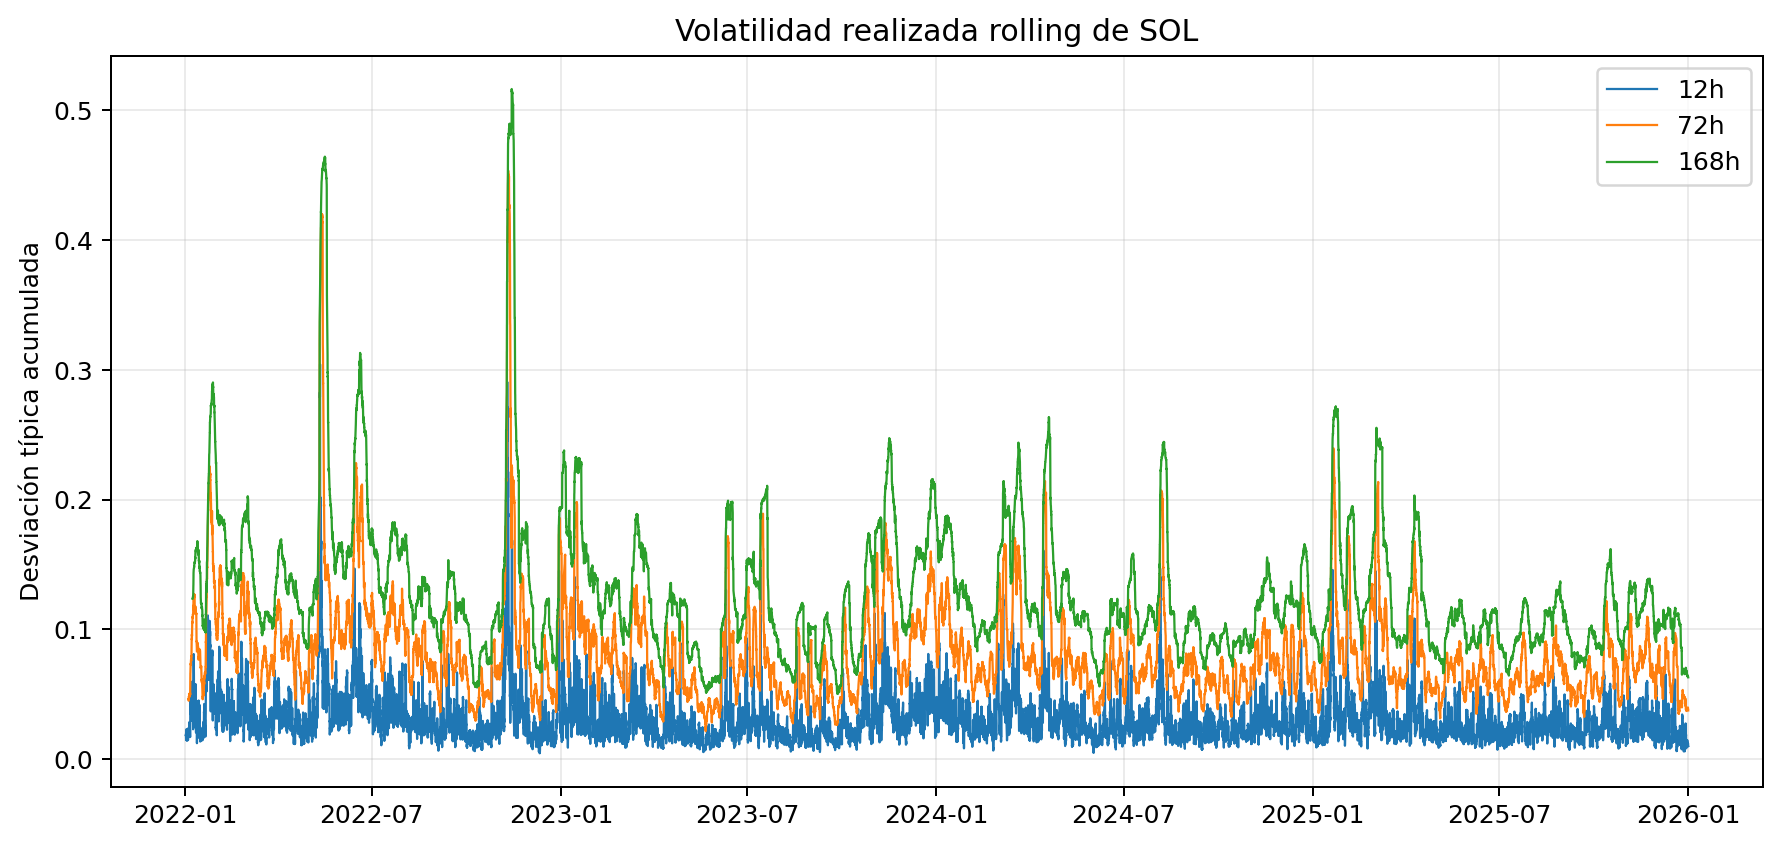 Volatilidad realizada rolling de SOL
12h
72h
168h
Desviación típica acumulada
0.5
0.4
0.3
0.2
0.1
0.0
2022-01 2022-07 2023-01 2023-07 2024-01 2024-07 2025-01 2025-07 2026-01